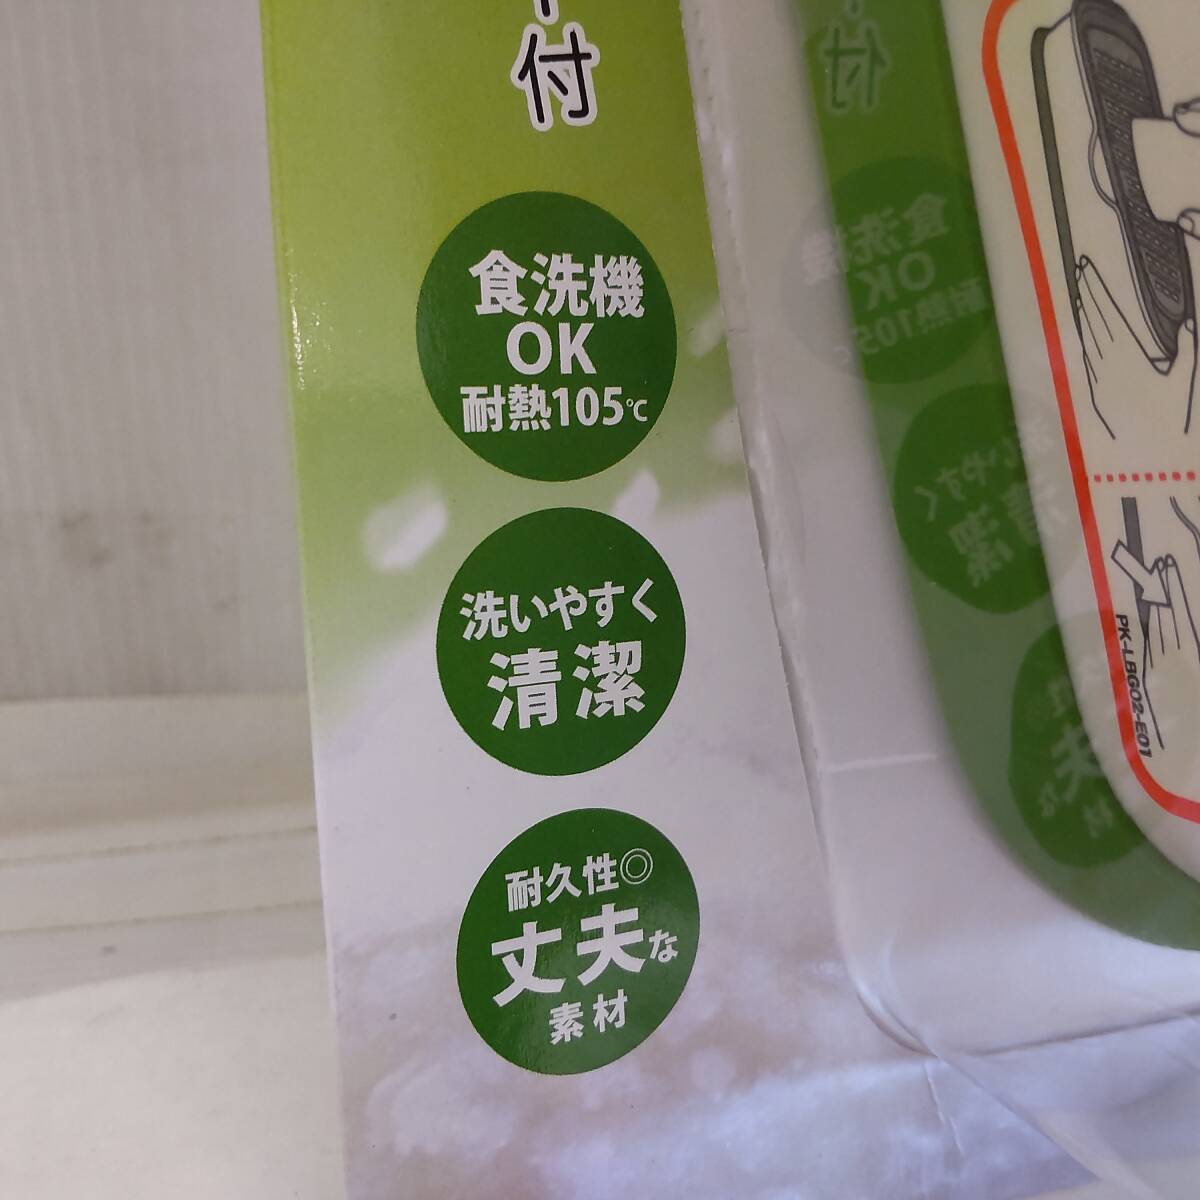 付
食洗機
OK
耐熱105℃
洗いやすく
清潔
耐久性◎
丈夫な
素材
PK-LBG02-E01